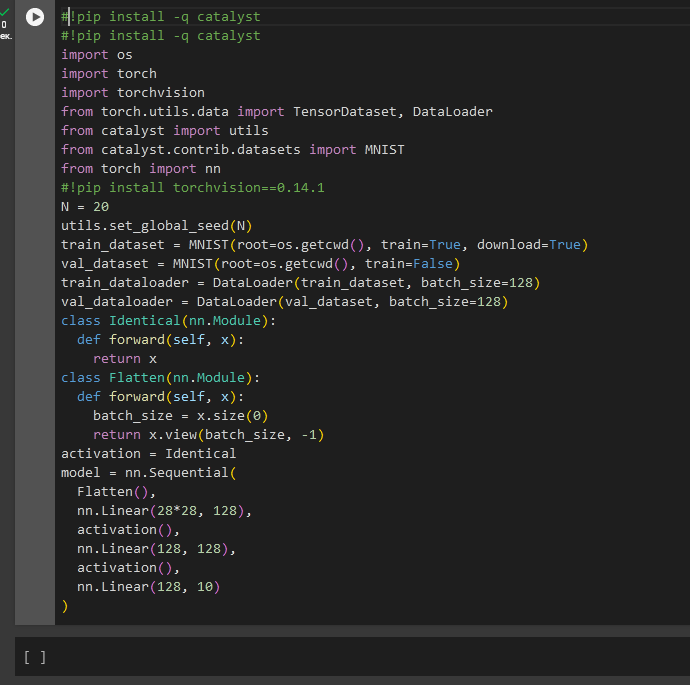 0
ек.
#!pip install -q catalyst
#!pip install -q catalyst
import os
import torch
import torchvision
from torch.utils.data import TensorDataset, DataLoader
from catalyst import utils
from catalyst.contrib.datasets import MNIST
from torch import nn
#!pip install torchvision==0.14.1
N = 20
utils.set_global_seed(N)
train_dataset = MNIST(root=os.getcwd(), train=True, download=True)
val_dataset = MNIST(root=os.getcwd(), train=False)
train_dataloader = DataLoader(train_dataset, batch_size=128)
val_dataloader = DataLoader(val_dataset, batch_size=128)
class Identical(nn.Module):
  def forward(self, x):
    return x
class Flatten(nn.Module):
  def forward(self, x):
    batch_size = x.size(0)
    return x.view(batch_size, -1)
activation = Identical
model = nn.Sequential(
  Flatten(),
  nn.Linear(28*28, 128),
  activation(),
  nn.Linear(128, 128),
  activation(),
  nn.Linear(128, 10)
)
[ ]